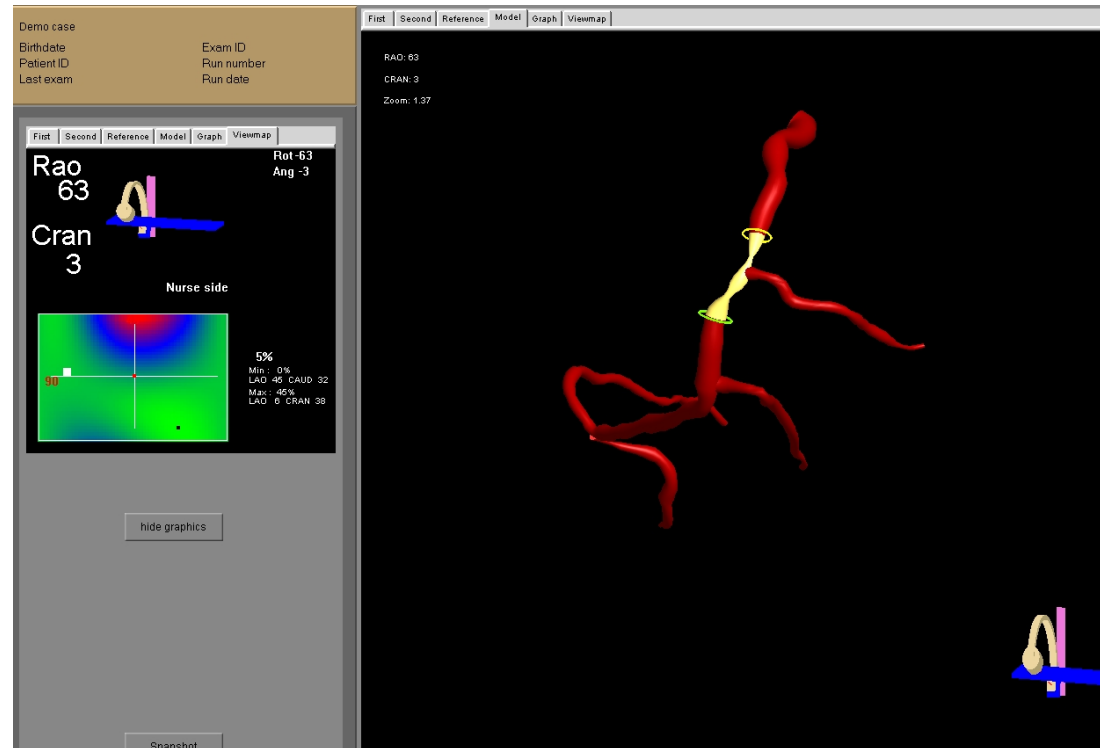 Demo case
Birthdate Exam ID
Patient ID Run number
Last exam Run date
First Second Reference Model Graph Viewmap
Rao
63
Rot -63
Ang -3
Cran
3
Nurse side
90
5%
Min : 0%
LAO 45 CAUD 32
Max : 45%
LAO 6 CRAN 38
hide graphics
Snapshot
First Second Reference Model Graph Viewmap
RAO: 63
CRAN: 3
Zoom: 1.37